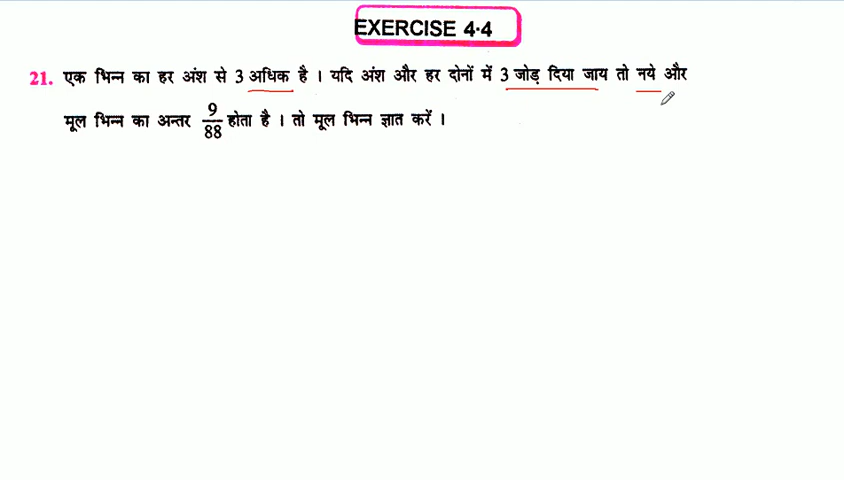 EXERCISE 4·4
21. एक भिन्न का हर अंश से 3 अधिक है । यदि अंश और हर दोनों में 3 जोड़ दिया जाय तो नये और
मूल भिन्न का अन्तर 9/88 होता है । तो मूल भिन्न ज्ञात करें ।